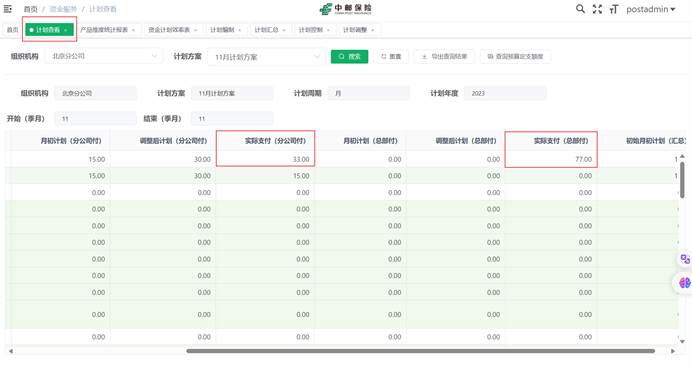 首页 / 资金服务 / 计划查看
中邮保险
CHINA POST INSURANCE
postadmin
首页 计划查看 × 产品维度统计报表 × 资金计划效率表 × 计划编制 × 计划汇总 × 计划控制 × 计划调整 ×
组织机构 北京分公司 计划方案 11月计划方案 搜索 重置 导出查询结果 查询预算定支额度
组织机构 北京分公司 计划方案 11月计划方案 计划周期 月 计划年度 2023
开始（季月） 11 结束（季月） 11
月初计划（分公司付） 调整后计划（分公司付） 实际支付（分公司付） 月初计划（总部付） 调整后计划（总部付） 实际支付（总部付） 初始月初计划（汇总
15.00 30.00 33.00 0.00 0.00 77.00 1
15.00 30.00 15.00 0.00 0.00 0.00 1
0.00 0.00 0.00 0.00 0.00 0.00
0.00 0.00 0.00 0.00 0.00 0.00
0.00 0.00 0.00 0.00 0.00 0.00
0.00 0.00 0.00 0.00 0.00 0.00
0.00 0.00 0.00 0.00 0.00 0.00
0.00 0.00 0.00 0.00 0.00 0.00
0.00 0.00 0.00 0.00 0.00 0.00
0.00 0.00 0.00 0.00 0.00 0.00
0.00 0.00 0.00 0.00 0.00 0.00